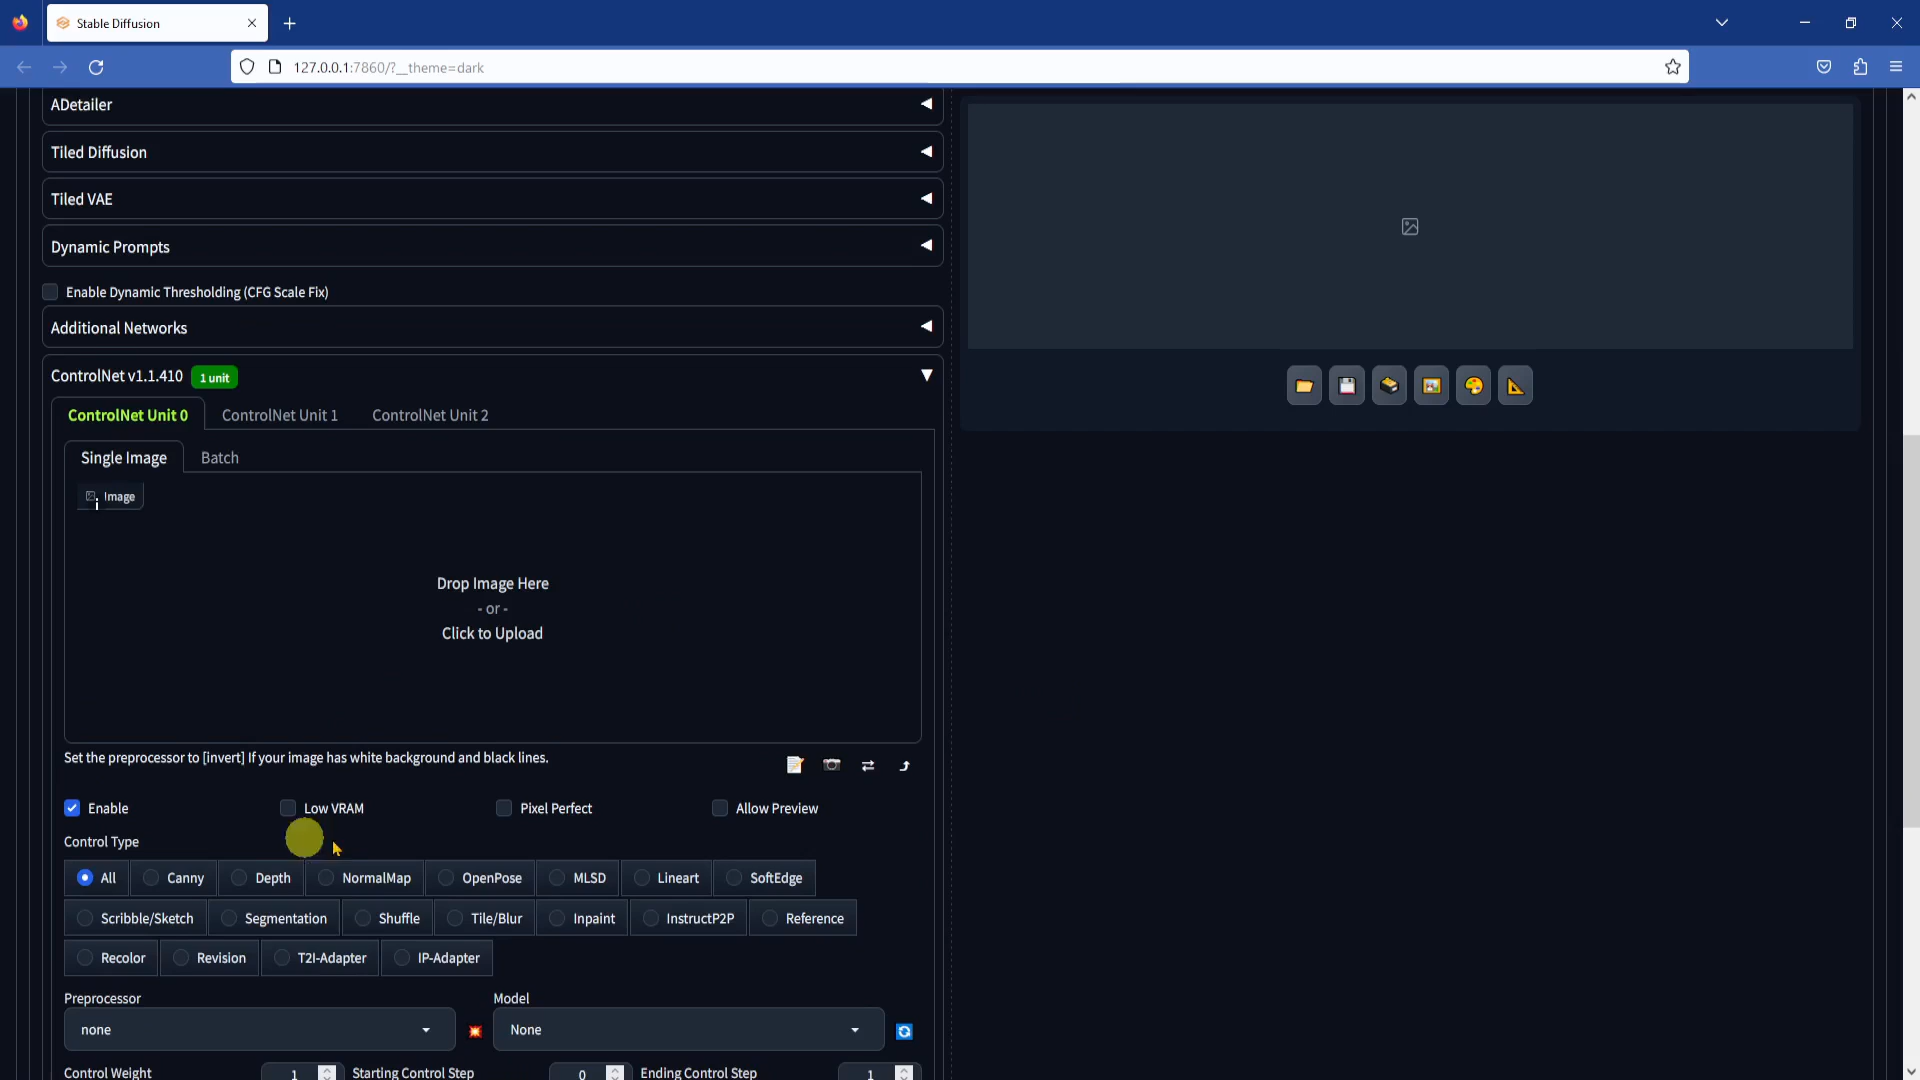 Stable Diffusion
127.0.0.1:7860/?__theme=dark
ADetailer
Tiled Diffusion
Tiled VAE
Dynamic Prompts
Enable Dynamic Thresholding (CFG Scale Fix)
Additional Networks
ControlNet v1.1.410 1 unit
ControlNet Unit 0 ControlNet Unit 1 ControlNet Unit 2
Single Image Batch
Image
Drop Image Here
- or -
Click to Upload
Set the preprocessor to [invert] If your image has white background and black lines.
Enable Low VRAM Pixel Perfect Allow Preview
Control Type
All Canny Depth NormalMap OpenPose MLSD Lineart SoftEdge
Scribble/Sketch Segmentation Shuffle Tile/Blur Inpaint InstructP2P Reference
Recolor Revision T2I-Adapter IP-Adapter
Preprocessor Model
none None
Control Weight 1 Starting Control Step 0 Ending Control Step 1